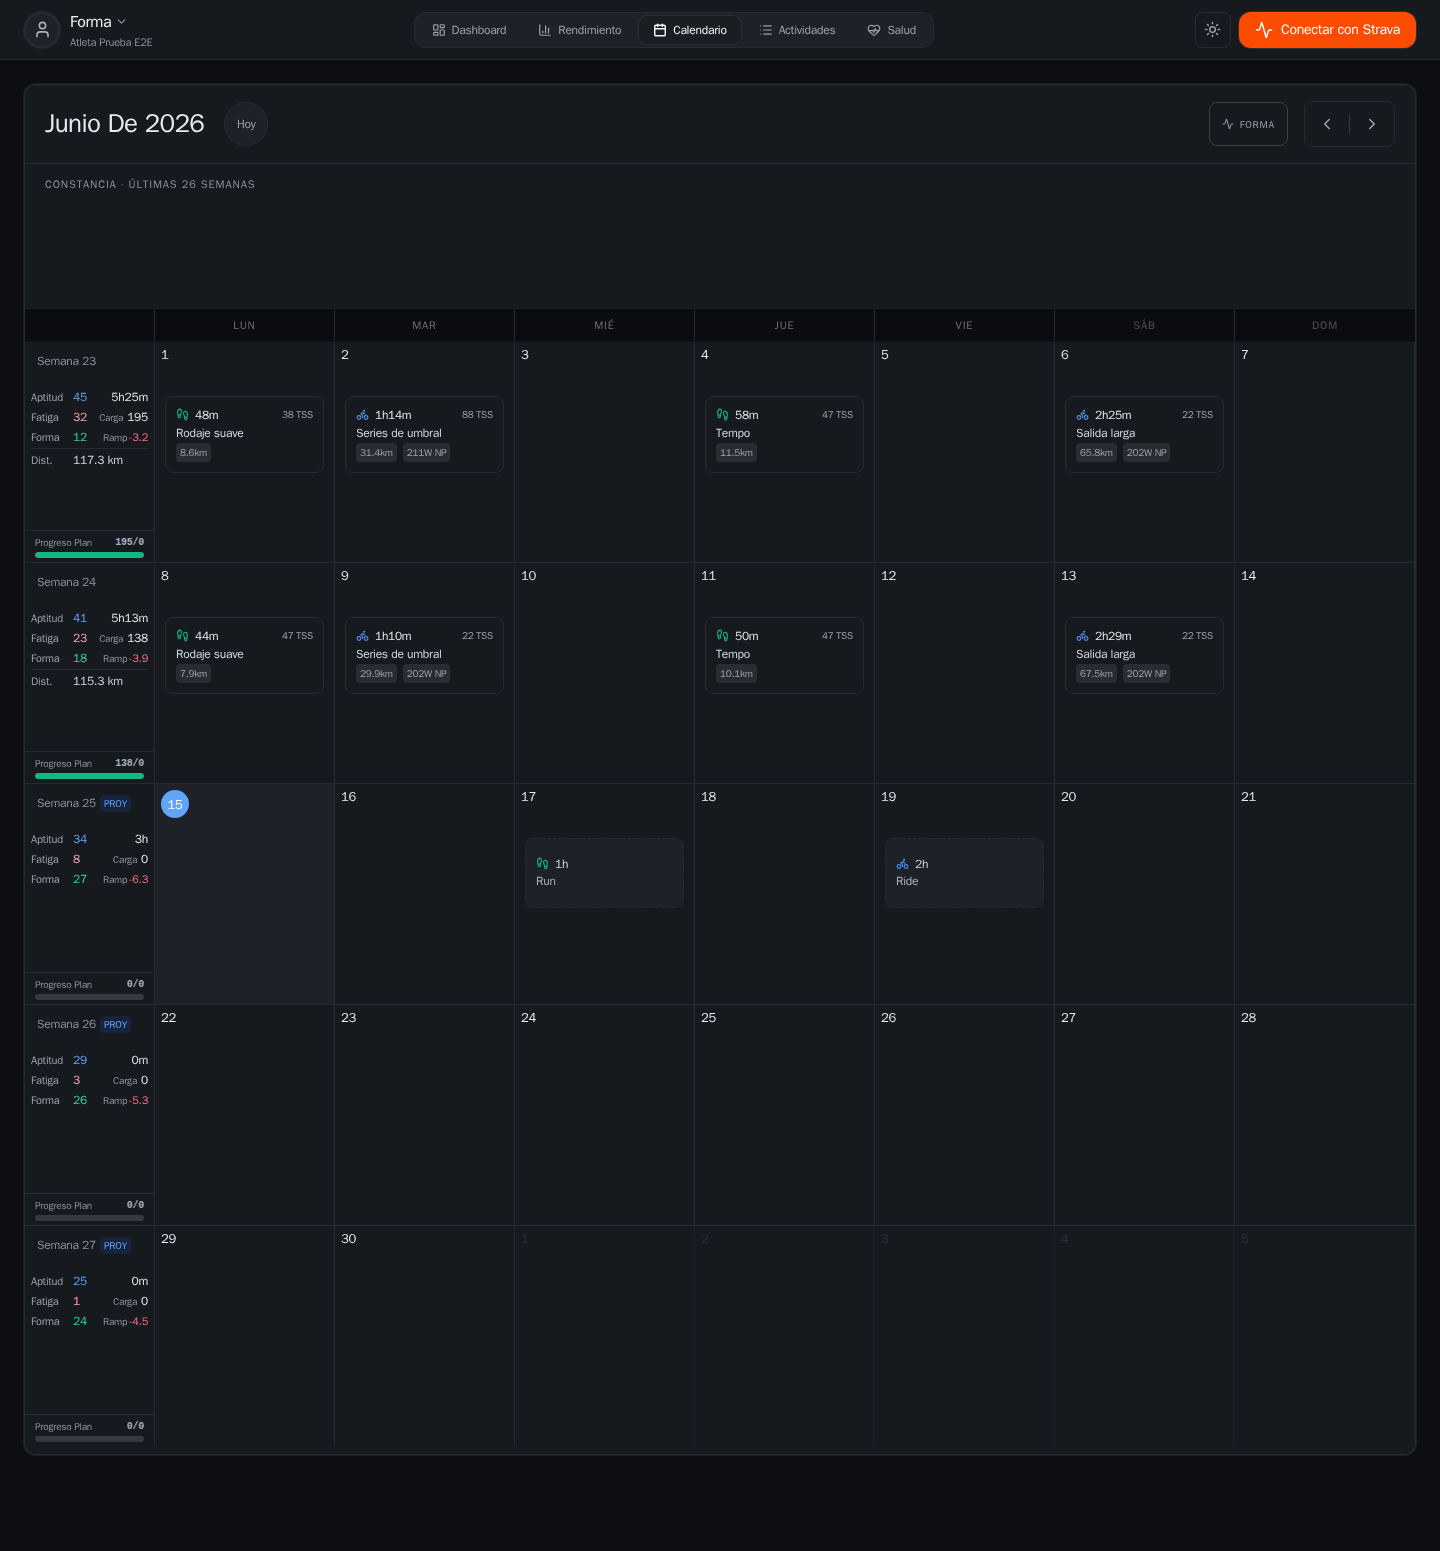 Forma
Atleta Prueba E2E
Dashboard
Rendimiento
Calendario
Actividades
Salud
Conectar con Strava
Junio De 2026
Hoy
FORMA
CONSTANCIA · ÚLTIMAS 26 SEMANAS
LUN MAR MIÉ JUE VIE SÁB DOM
Semana 23
Aptitud 45 5h25m
Fatiga 32 Carga 195
Forma 12 Ramp -3.2
Dist. 117.3 km
Progreso Plan 195/0
1
48m 38 TSS
Rodaje suave
8.6km
2
1h14m 88 TSS
Series de umbral
31.4km 211W NP
3
4
58m 47 TSS
Tempo
11.5km
5
6
2h25m 22 TSS
Salida larga
65.8km 202W NP
7
Semana 24
Aptitud 41 5h13m
Fatiga 23 Carga 138
Forma 18 Ramp -3.9
Dist. 115.3 km
Progreso Plan 138/0
8
44m 47 TSS
Rodaje suave
7.9km
9
1h10m 22 TSS
Series de umbral
29.9km 202W NP
10
11
50m 47 TSS
Tempo
10.1km
12
13
2h29m 22 TSS
Salida larga
67.5km 202W NP
14
Semana 25 PROY
Aptitud 34 3h
Fatiga 8 Carga 0
Forma 27 Ramp -6.3
Progreso Plan 0/0
15
16
17
1h
Run
18
19
2h
Ride
20
21
Semana 26 PROY
Aptitud 29 0m
Fatiga 3 Carga 0
Forma 26 Ramp -5.3
Progreso Plan 0/0
22
23
24
25
26
27
28
Semana 27 PROY
Aptitud 25 0m
Fatiga 1 Carga 0
Forma 24 Ramp -4.5
Progreso Plan 0/0
29
30
1
2
3
4
5